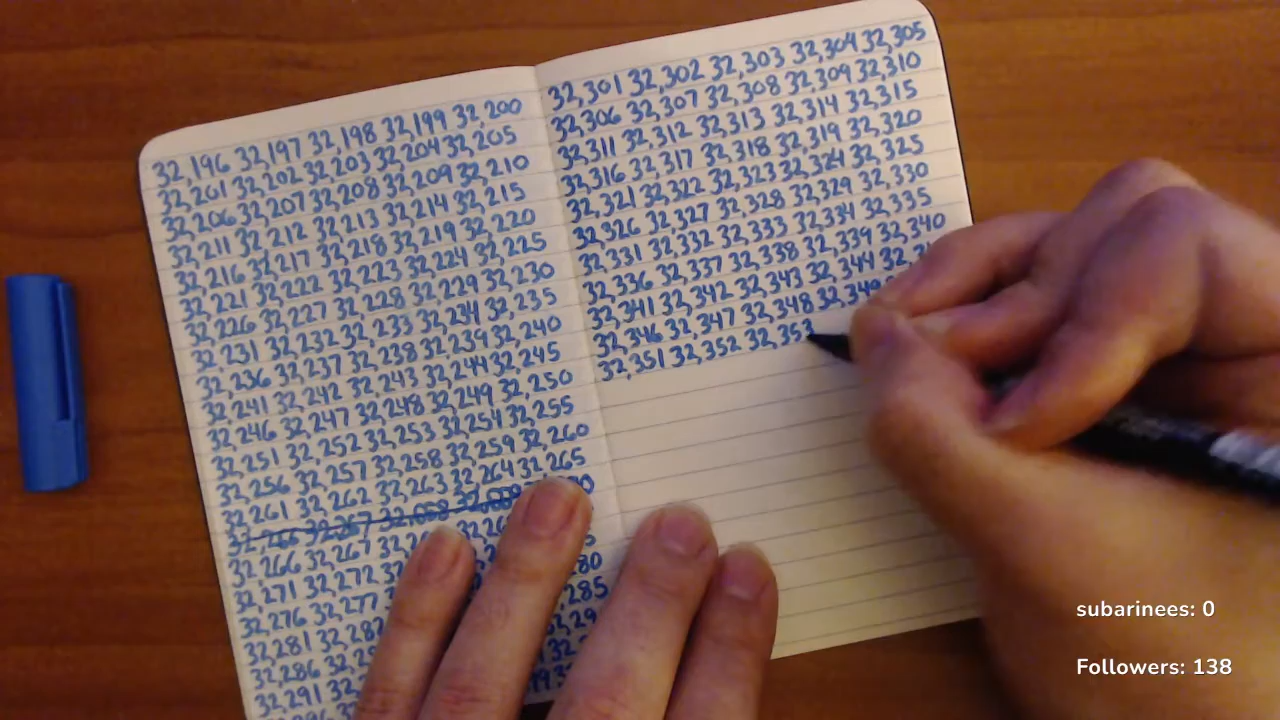 32,196 32,197 32,198 32,199 32,200
32,201 32,202 32,203 32,204 32,205
32,206 32,207 32,208 32,209 32,210
32,211 32,212 32,213 32,214 32,215
32,216 32,217 32,218 32,219 32,220
32,221 32,222 32,223 32,224 32,225
32,226 32,227 32,228 32,229 32,230
32,231 32,232 32,233 32,234 32,235
32,236 32,237 32,238 32,239 32,240
32,241 32,242 32,243 32,244 32,245
32,246 32,247 32,248 32,249 32,250
32,251 32,252 32,253 32,254 32,255
32,256 32,257 32,258 32,259 32,260
32,261 32,262 32,263 32,264 32,265
32,266 32,267
32,271 32,272
32,276 32,277
32,281 32,282
32,286
32,291
32,301 32,302 32,303 32,304 32,305
32,306 32,307 32,308 32,309 32,310
32,311 32,312 32,313 32,314 32,315
32,316 32,317 32,318 32,319 32,320
32,321 32,322 32,323 32,324 32,325
32,326 32,327 32,328 32,329 32,330
32,331 32,332 32,333 32,334 32,335
32,336 32,337 32,338 32,339 32,340
32,341 32,342 32,343 32,344
32,346 32,347 32,348 32,349
32,351 32,352 32,353
subarinees: 0
Followers: 138